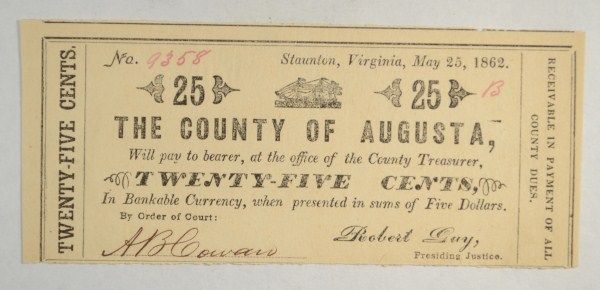 TWENTY-FIVE CENTS.
No. 9358
Staunton, Virginia, May 25, 1862.
25 25 B
THE COUNTY OF AUGUSTA,
Will pay to bearer, at the office of the County Treasurer,
TWENTY-FIVE CENTS,
In Bankable Currency, when presented in sums of Five Dollars.
By Order of Court:
A B Cowan
Robert Guy,
Presiding Justice.
RECEIVABLE IN PAYMENT OF ALL
COUNTY DUES.